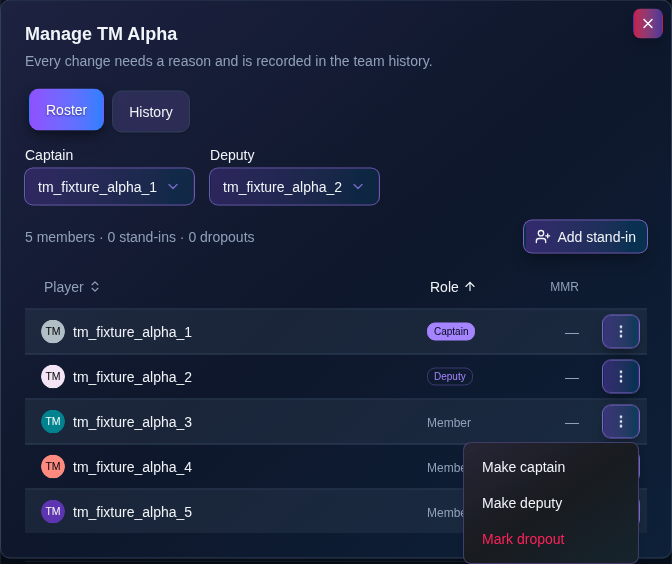 Manage TM Alpha
Every change needs a reason and is recorded in the team history.
Roster History
Captain Deputy
tm_fixture_alpha_1 tm_fixture_alpha_2
5 members · 0 stand-ins · 0 dropouts Add stand-in
Player Role MMR
TM tm_fixture_alpha_1 Captain —
TM tm_fixture_alpha_2 Deputy —
TM tm_fixture_alpha_3 Member —
TM tm_fixture_alpha_4
TM tm_fixture_alpha_5
Make captain
Make deputy
Mark dropout